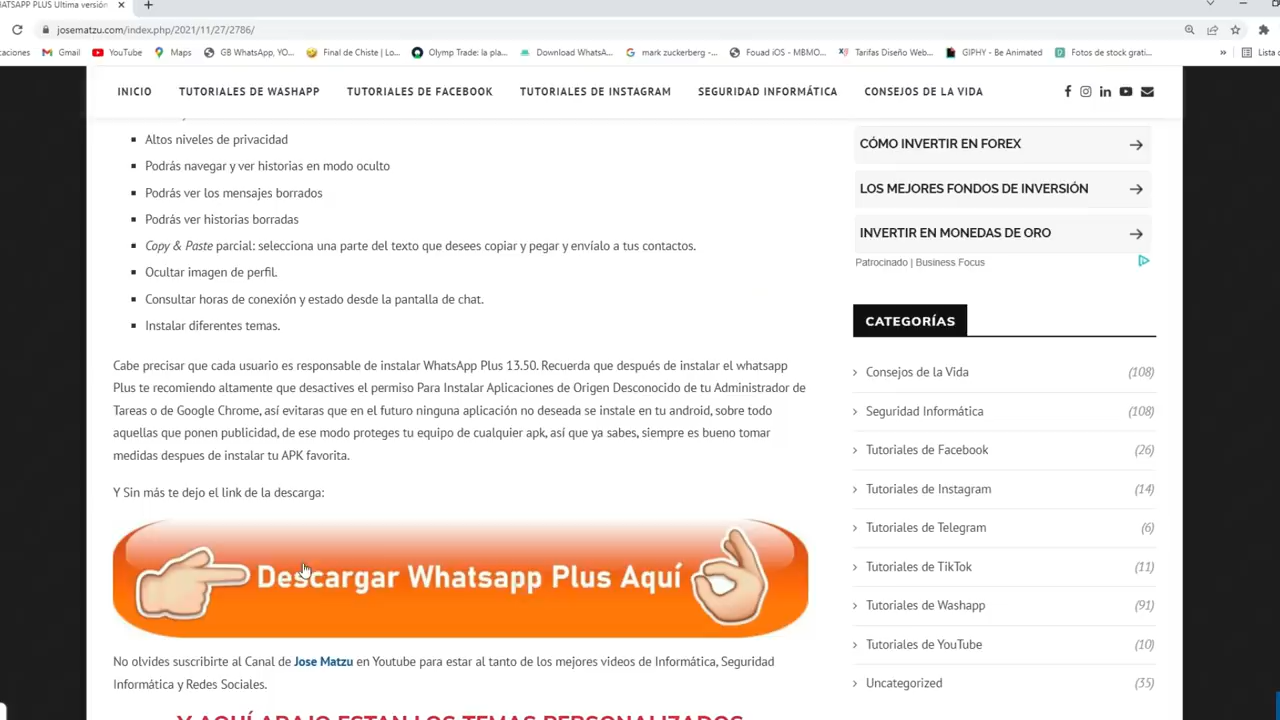 WHATSAPP PLUS Ultima versión
josematzu.com/index.php/2021/11/27/2786/
Gmail
YouTube
Maps
GB WhatsApp, YO...
Final de Chiste | Lo...
Olymp Trade: la pla...
Download WhatsA...
mark zuckerberg -...
Fouad iOS - MBMO...
Tarifas Diseño Web...
GIPHY - Be Animated
Fotos de stock grati...
»
Lista
INICIO
TUTORIALES DE WASHAPP
TUTORIALES DE FACEBOOK
TUTORIALES DE INSTAGRAM
SEGURIDAD INFORMÁTICA
CONSEJOS DE LA VIDA
Altos niveles de privacidad
Podrás navegar y ver historias en modo oculto
Podrás ver los mensajes borrados
Podrás ver historias borradas
Copy & Paste parcial: selecciona una parte del texto que desees copiar y pegar y envíalo a tus contactos.
Ocultar imagen de perfil.
Consultar horas de conexión y estado desde la pantalla de chat.
Instalar diferentes temas.
Cabe precisar que cada usuario es responsable de instalar WhatsApp Plus 13.50. Recuerda que después de instalar el whatsapp
Plus te recomiendo altamente que desactives el permiso Para Instalar Aplicaciones de Origen Desconocido de tu Administrador de
Tareas o de Google Chrome, así evitaras que en el futuro ninguna aplicación no deseada se instale en tu android, sobre todo
aquellas que ponen publicidad, de ese modo proteges tu equipo de cualquier apk, así que ya sabes, siempre es bueno tomar
medidas despues de instalar tu APK favorita.
Y Sin más te dejo el link de la descarga:
Descargar Whatsapp Plus Aquí
No olvides suscribirte al Canal de Jose Matzu en Youtube para estar al tanto de los mejores videos de Informática, Seguridad
Informática y Redes Sociales.
Y AQUÍ ABAJO ESTAN LOS TEMAS PERSONALIZADOS
CÓMO INVERTIR EN FOREX
LOS MEJORES FONDOS DE INVERSIÓN
INVERTIR EN MONEDAS DE ORO
Patrocinado | Business Focus
CATEGORÍAS
Consejos de la Vida (108)
Seguridad Informática (108)
Tutoriales de Facebook (26)
Tutoriales de Instagram (14)
Tutoriales de Telegram (6)
Tutoriales de TikTok (11)
Tutoriales de Washapp (91)
Tutoriales de YouTube (10)
Uncategorized (35)